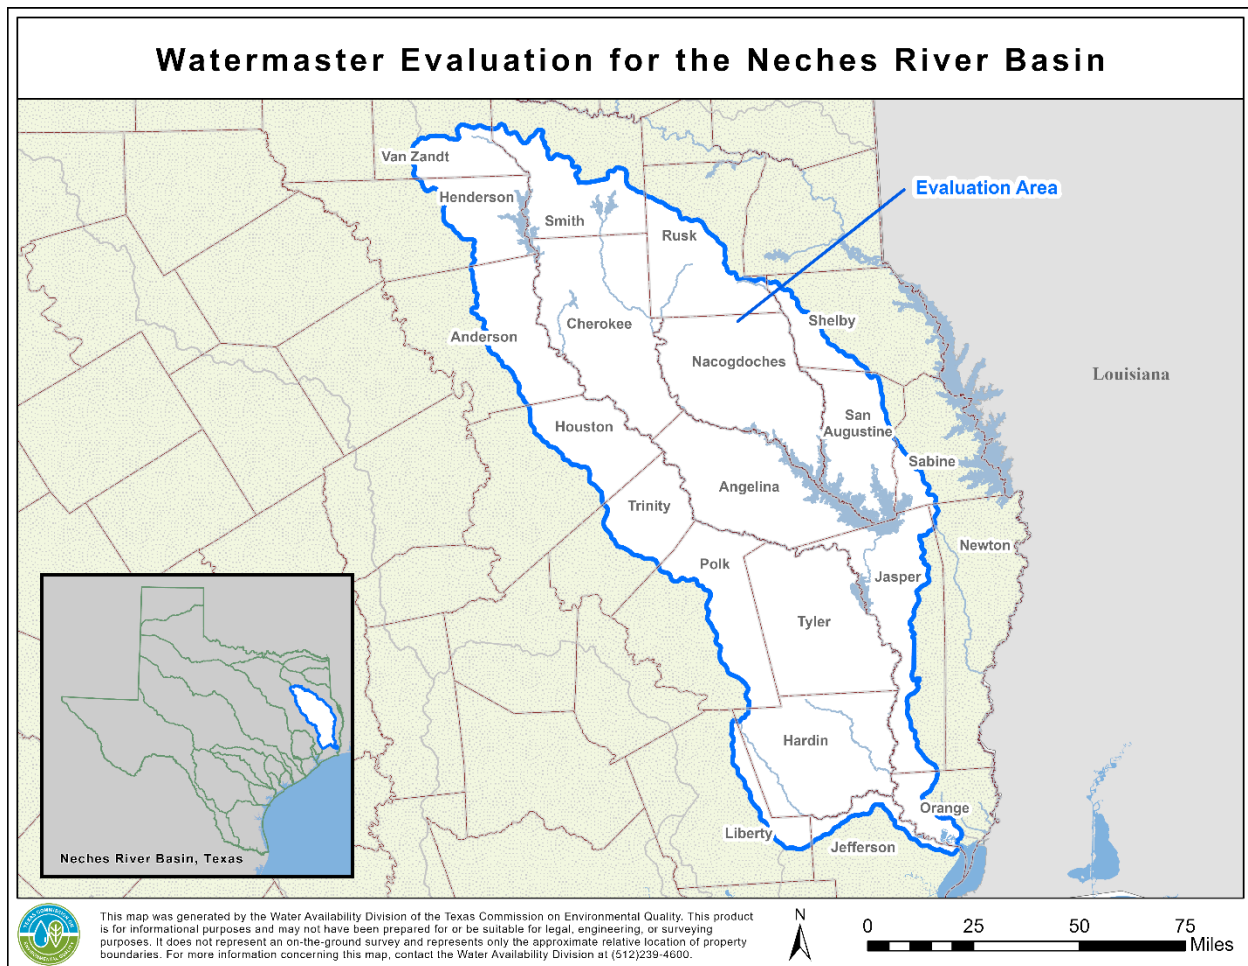 Watermaster Evaluation for the Neches River Basin
Van Zandt
Evaluation Area
Henderson
Smith
Rusk
Shelby
Cherokee
Anderson
Nacogdoches
Louisiana
San
Augustine
Houston
Sabine
Angelina
Trinity
Newton
Polk
Jasper
Tyler
Hardin
Orange
Liberty
Jefferson
Neches River Basin, Texas
TEXAS COMMISSION ON
ENVIRONMENTAL QUALITY
This map was generated by the Water Availability Division of the Texas Commission on Environmental Quality. This product
is for informational purposes and may not have been prepared for or be suitable for legal, engineering, or surveying
purposes. It does not represent an on-the-ground survey and represents only the approximate relative location of property
boundaries. For more information concerning this map, contact the Water Availability Division at (512)239-4600.
N
0 25 50 75
Miles